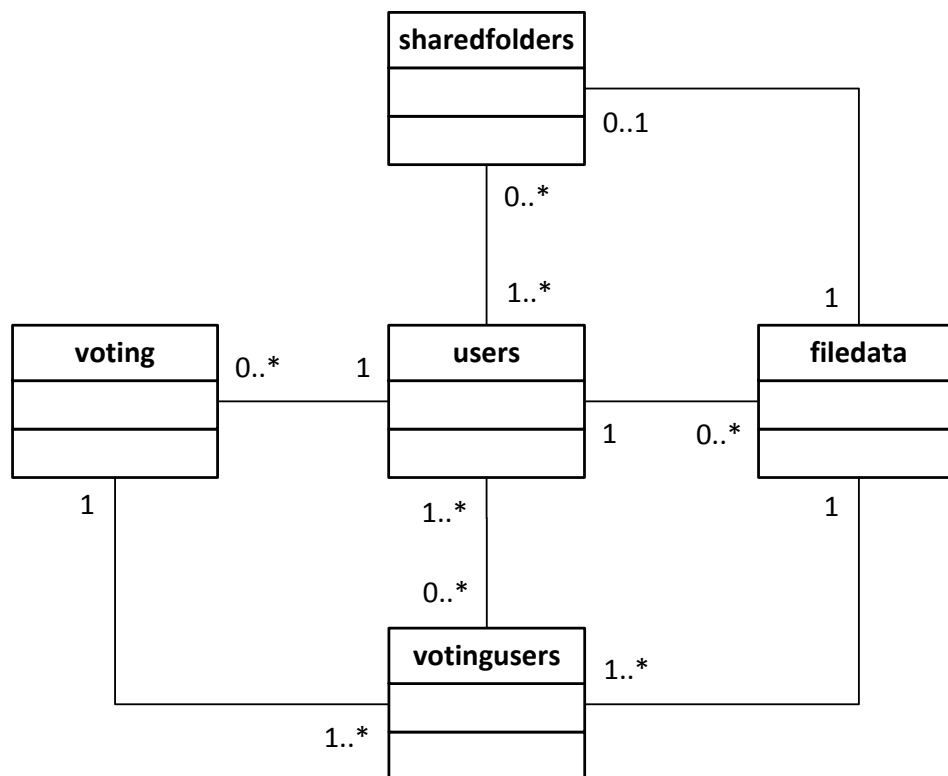 sharedfolders
0..1
0..*
1..*
1
voting
users
filedata
0..*
1
1
0..*
1
1..*
1
0..*
votingusers
1..*
1..*